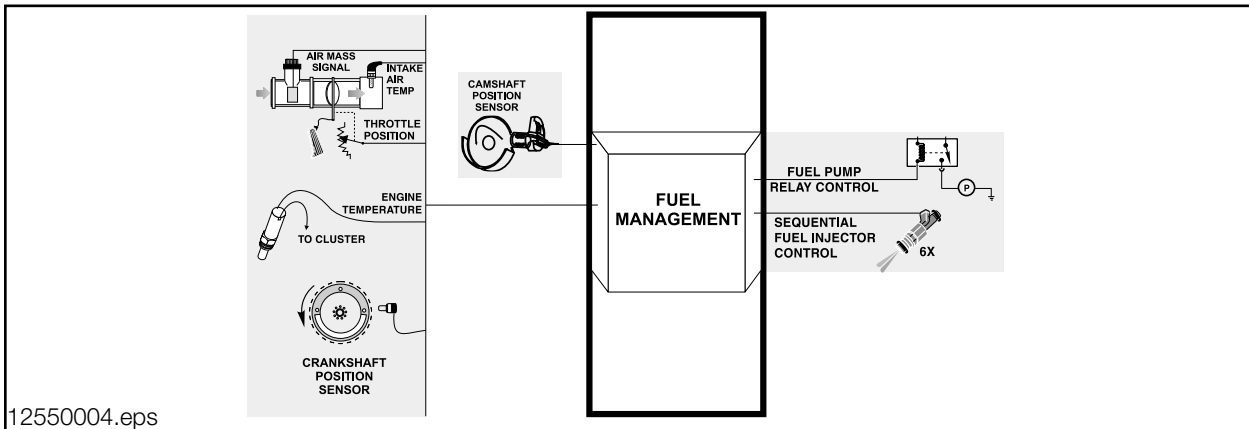 AIR MASS
SIGNAL
INTAKE
AIR
TEMP
THROTTLE
POSITION
ENGINE
TEMPERATURE
TO CLUSTER
CRANKSHAFT
POSITION
SENSOR
CAMSHAFT
POSITION
SENSOR
FUEL
MANAGEMENT
FUEL PUMP
RELAY CONTROL
P
SEQUENTIAL
FUEL INJECTOR
CONTROL
6X
12550004.eps